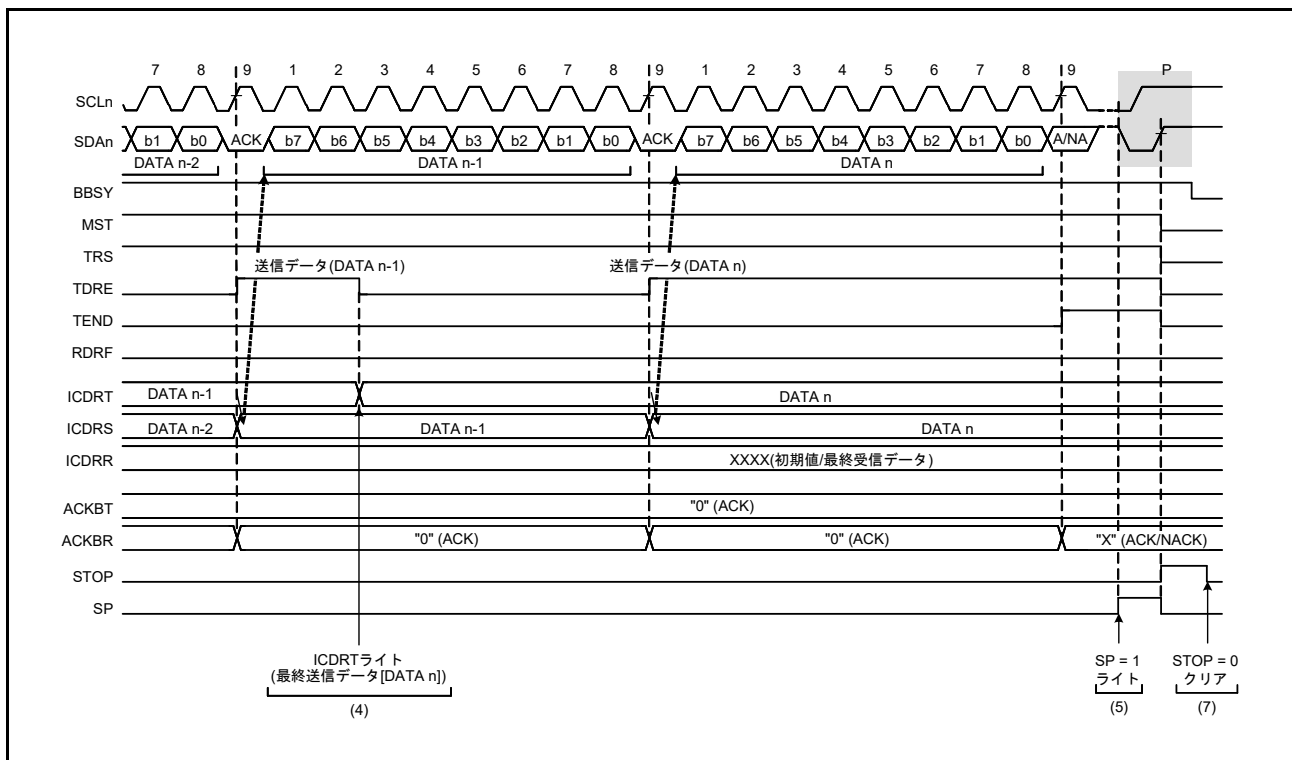 7 8 9 1 2 3 4 5 6 7 8 9 1 2 3 4 5 6 7 8 9 P
SCLn
SDAn b1 b0 ACK b7 b6 b5 b4 b3 b2 b1 b0 ACK b7 b6 b5 b4 b3 b2 b1 b0 A/NA
DATA n-2 DATA n-1 DATA n
BBSY
MST
TRS
送信データ(DATA n-1) 送信データ(DATA n)
TDRE
TEND
RDRF
ICDRT DATA n-1 DATA n
ICDRS DATA n-2 DATA n-1 DATA n
ICDRR XXXX(初期値/最終受信データ)
ACKBT "0" (ACK)
ACKBR "0" (ACK) "0" (ACK) "X" (ACK/NACK)
STOP
SP
ICDRTライト
(最終送信データ[DATA n])
(4)
SP = 1
ライト
(5)
STOP = 0
クリア
(7)